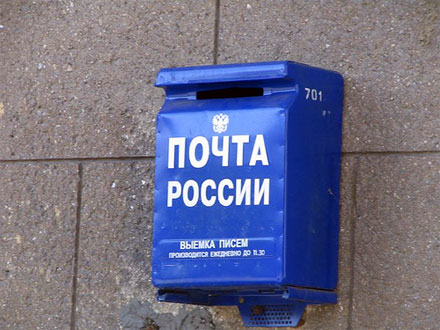 701
ПОЧТА
РОССИИ
ВЫЕМКА ПИСЕМ
ПРОИЗВОДИТСЯ ЕЖЕДНЕВНО ДО 11.30